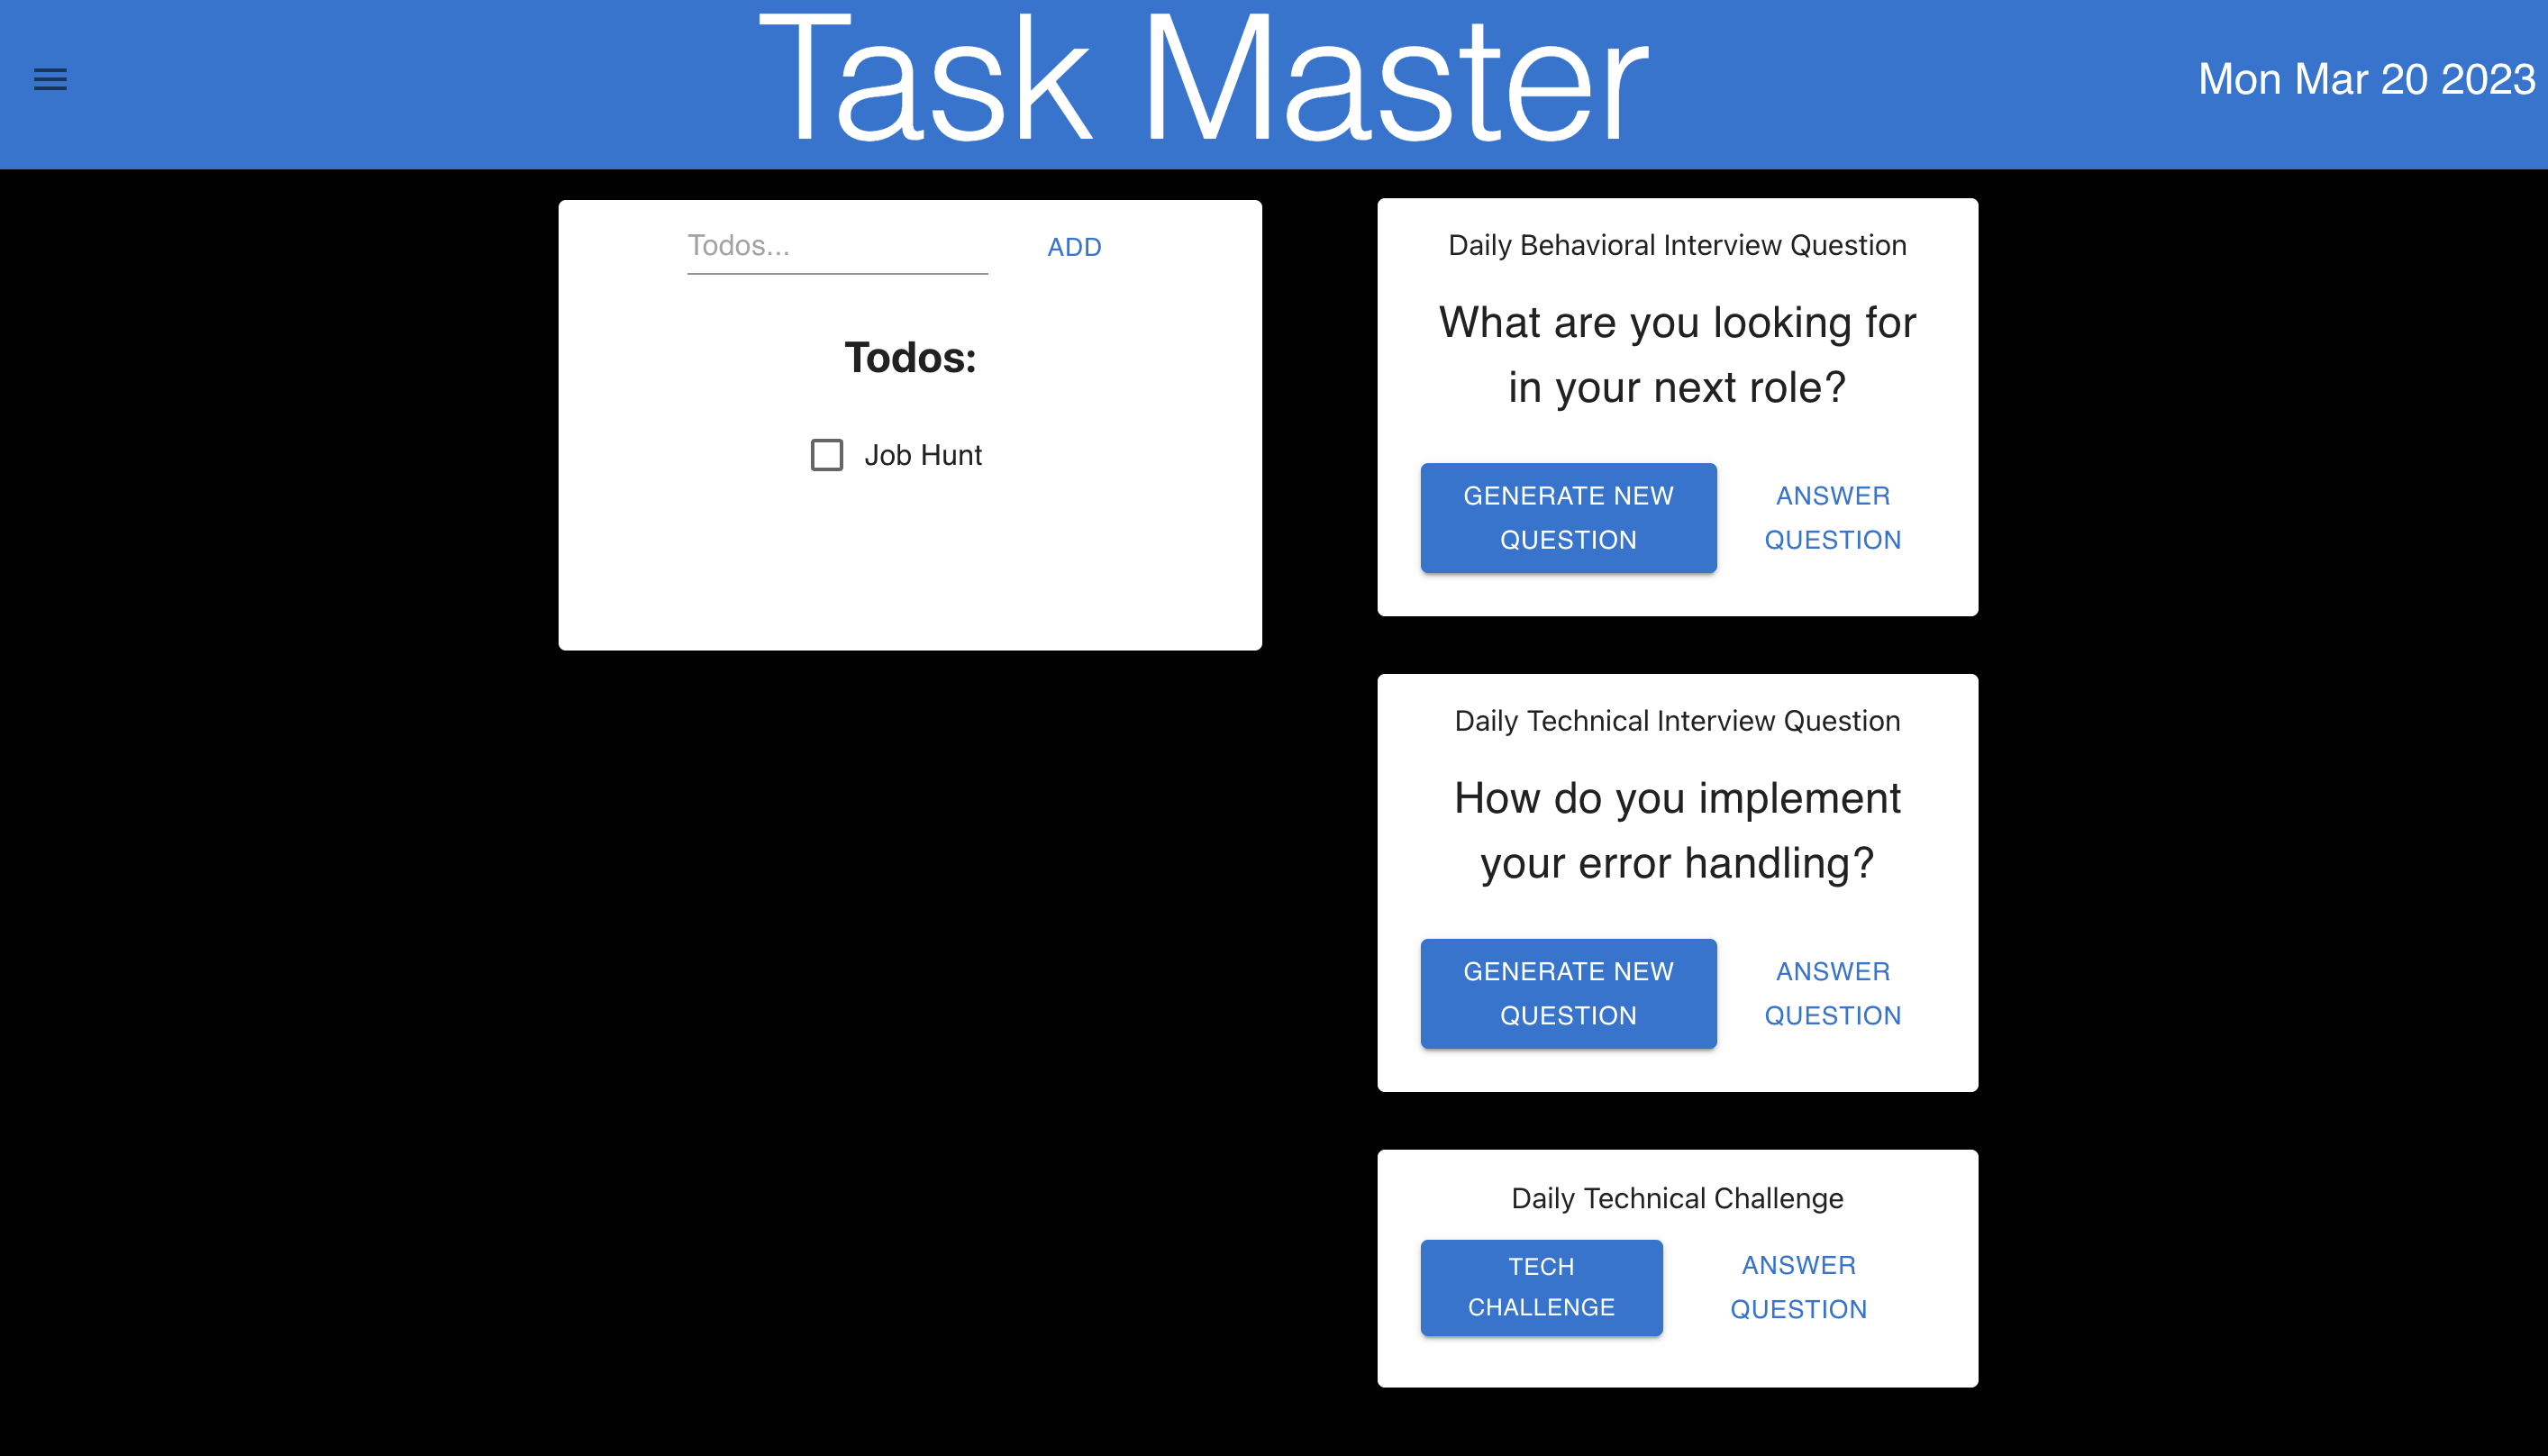 Task Master
Mon Mar 20 2023
Todos...
ADD
Todos:
Job Hunt
Daily Behavioral Interview Question
What are you looking for
in your next role?
GENERATE NEW
QUESTION
ANSWER
QUESTION
Daily Technical Interview Question
How do you implement
your error handling?
GENERATE NEW
QUESTION
ANSWER
QUESTION
Daily Technical Challenge
TECH
CHALLENGE
ANSWER
QUESTION